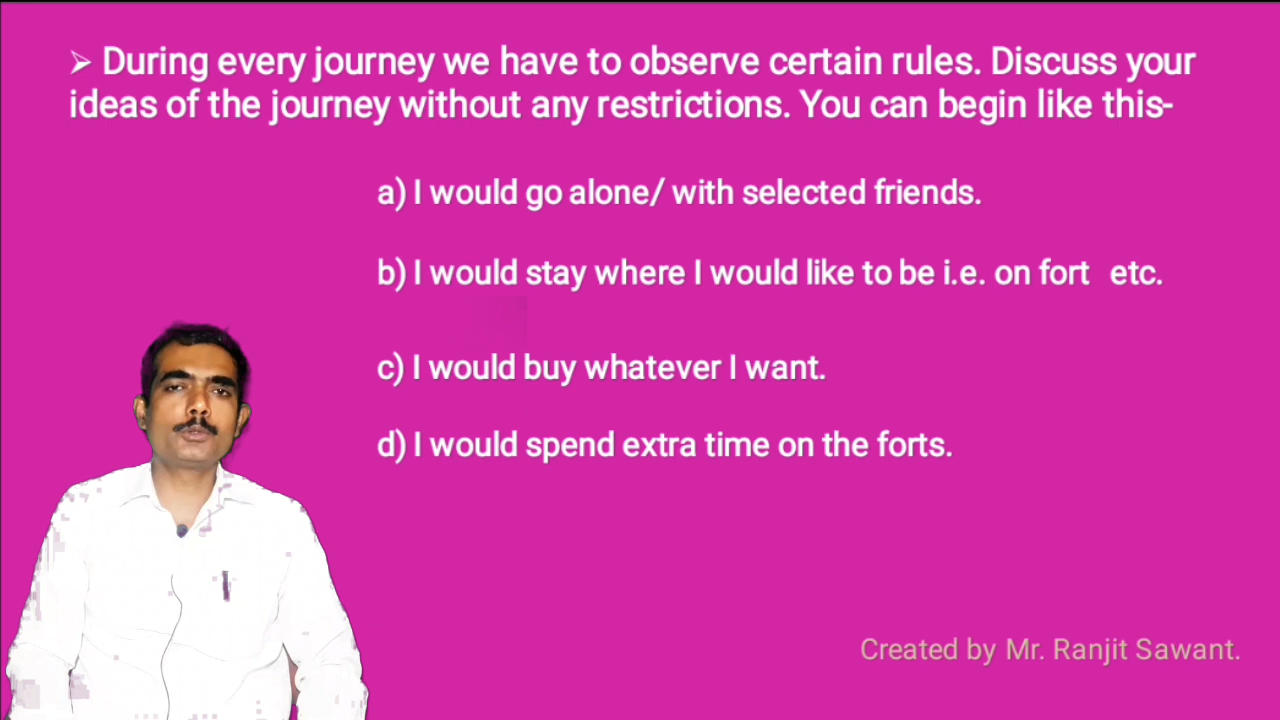 ➢ During every journey we have to observe certain rules. Discuss your
ideas of the journey without any restrictions. You can begin like this-
a) I would go alone/ with selected friends.
b) I would stay where I would like to be i.e. on fort etc.
c) I would buy whatever I want.
d) I would spend extra time on the forts.
Created by Mr. Ranjit Sawant.